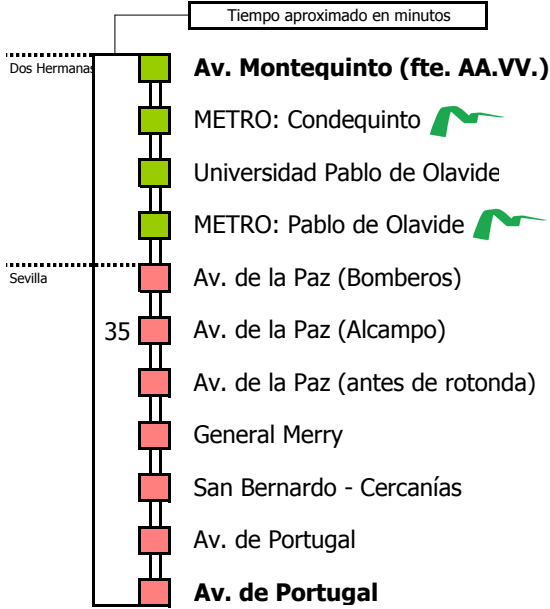 Tiempo aproximado en minutos
Dos Hermanas
Av. Montequinto (fte. AA.VV.)
METRO: Condequinto
Universidad Pablo de Olavide
METRO: Pablo de Olavide
Sevilla
Av. de la Paz (Bomberos)
35
Av. de la Paz (Alcampo)
Av. de la Paz (antes de rotonda)
General Merry
San Bernardo - Cercanías
Av. de Portugal
Av. de Portugal